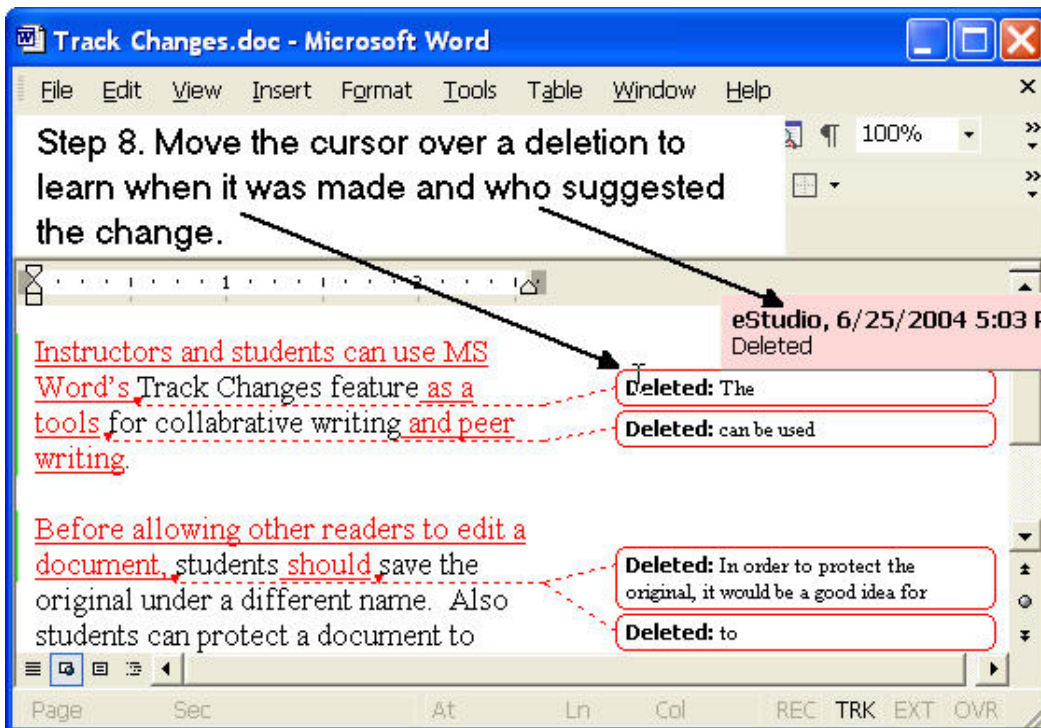 Track Changes.doc - Microsoft Word
File Edit View Insert Format Tools Table Window Help
Step 8. Move the cursor over a deletion to
learn when it was made and who suggested
the change.
100%
1 2
eStudio, 6/25/2004 5:03 P
Deleted
Instructors and students can use MS
Word's Track Changes feature as a
tools for collabrative writing and peer
writing.
Deleted: The
Deleted: can be used
Before allowing other readers to edit a
document, students should save the
original under a different name. Also
students can protect a document to
Deleted: In order to protect the
original, it would be a good idea for
Deleted: to
Page Sec At Ln Col REC TRK EXT OVR